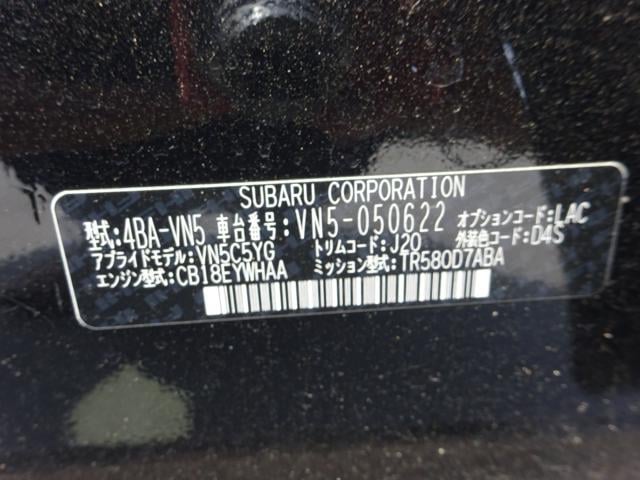 SUBARU CORPORATION
型式:4BA-VN5 車台番号:VN5-050622 オプションコード:LAC
アプライドモデル:VN5C5YG トリムコード:J20 外装色コード:D4S
エンジン型式:CB18EYWHAA ミッション型式:TR580D7ABA